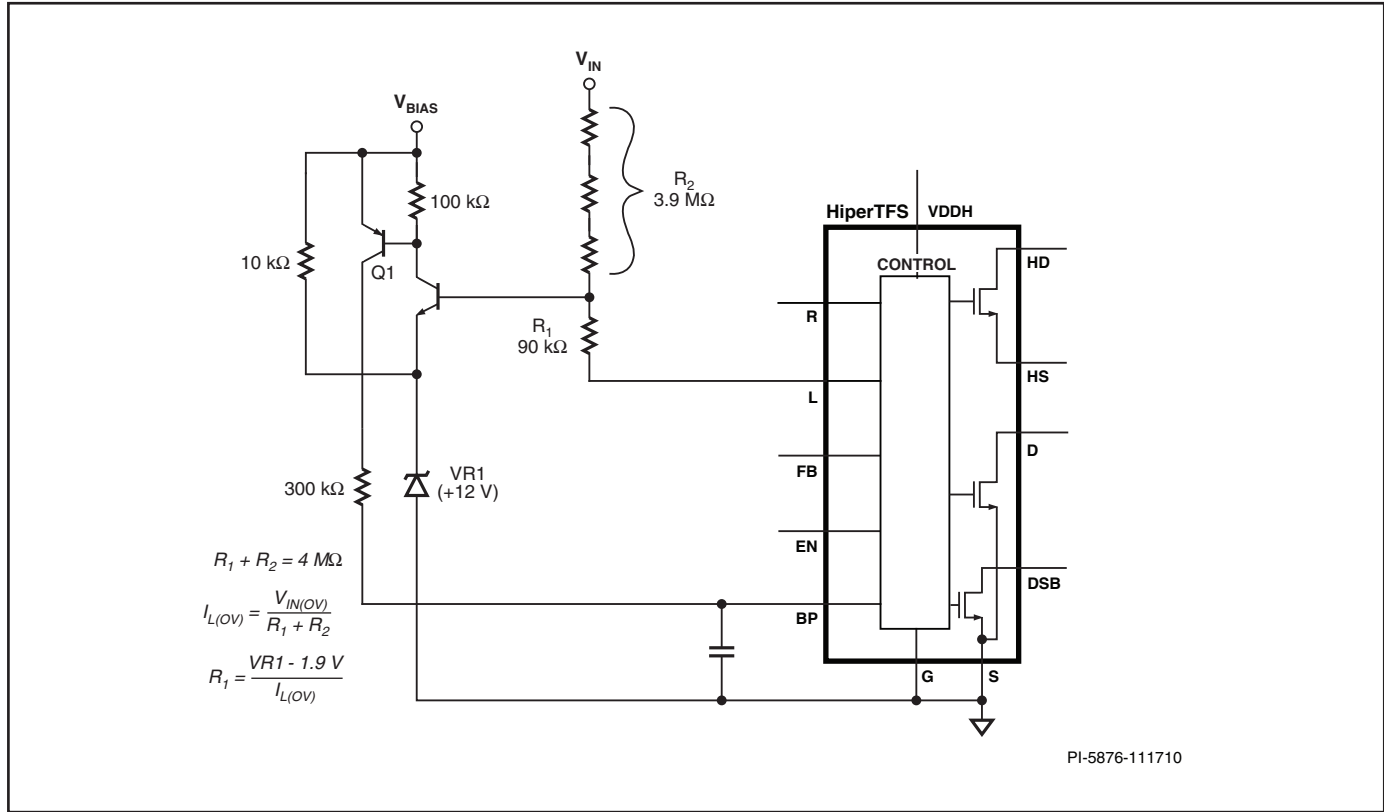 V_IN
V_BIAS
R_2
3.9 MΩ
100 kΩ
HiperTFS
VDDH
10 kΩ
Q1
CONTROL
HD
R
R_1
90 kΩ
HS
L
D
FB
VR1
(+12 V)
300 kΩ
EN
R_1 + R_2 = 4 MΩ
DSB
I_L(OV) = V_IN(OV) / R_1 + R_2
BP
R_1 = VR1 - 1.9 V / I_L(OV)
G
S
PI-5876-111710